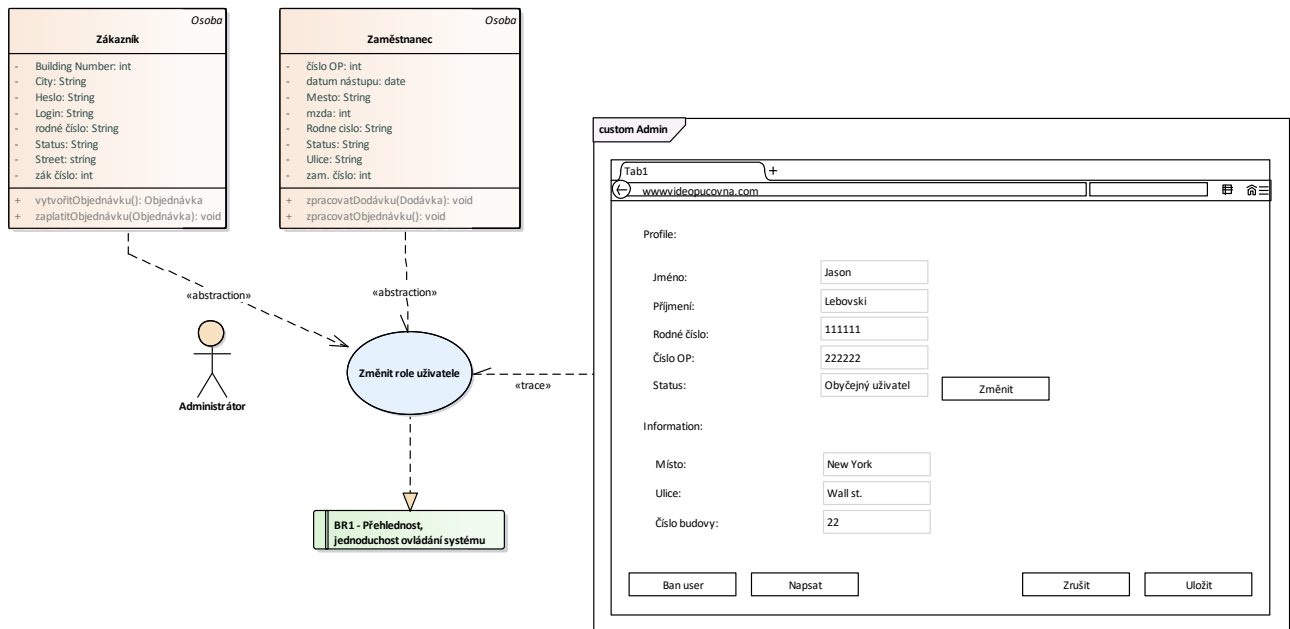 Osoba
Zákazník
- Building Number: int
- City: String
- Heslo: String
- Login: String
- rodné číslo: String
- Status: String
- Street: string
- zák číslo: int
+ vytvořitObjednávku(): Objednávka
+ zaplatitObjednávku(Objednávka): void
Osoba
Zaměstnanec
- číslo OP: int
- datum nástupu: date
- Mesto: String
- mzda: int
- Rodne cislo: String
- Status: String
- Ulice: String
- zam. číslo: int
+ zpracovatDodávku(Dodávka): void
+ zpracovatObjednávku(): void
«abstraction»
«abstraction»
Administrátor
Změnit role uživatele
«trace»
BR1 - Přehlednost,
jednoduchost ovládání systému
custom Admin
Tab1 +
wwwvideopucovna.com
Profile:
Jméno: Jason
Příjmení: Lebovski
Rodné číslo: 111111
Číslo OP: 222222
Status: Obyčejný uživatel Změnit
Information:
Místo: New York
Ulice: Wall st.
Číslo budovy: 22
Ban user Napsat Zrušit Uložit